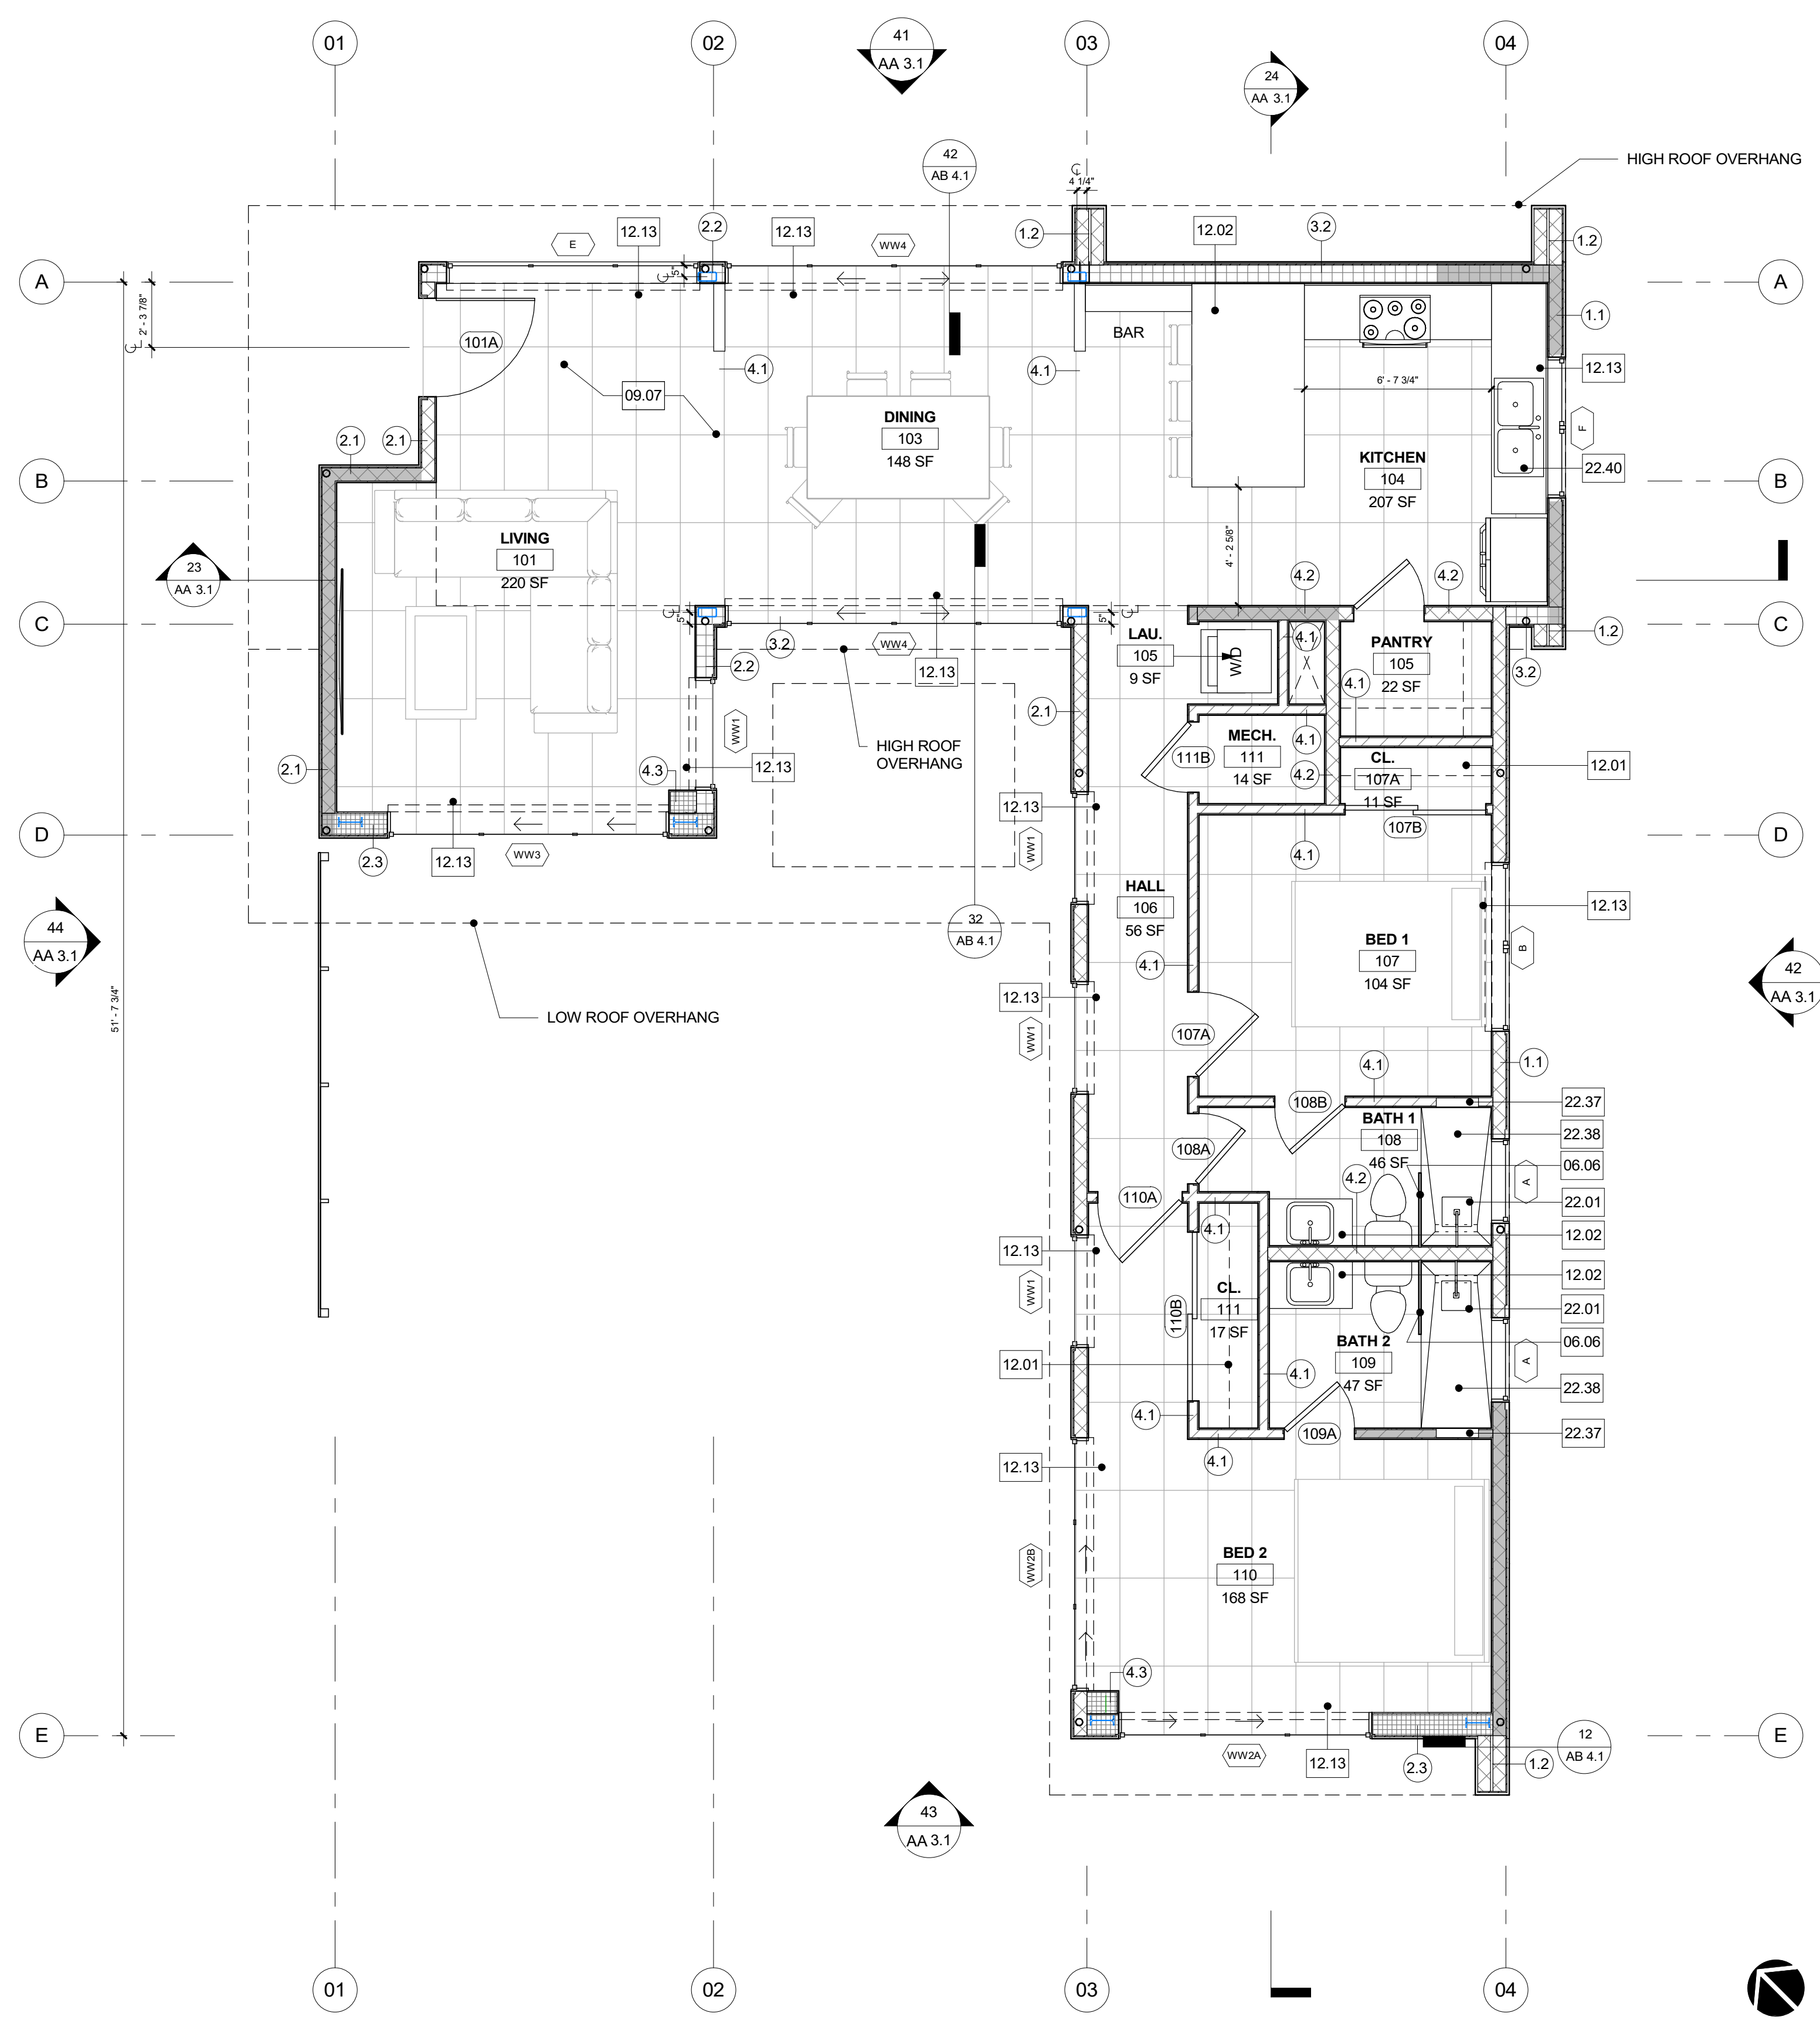 01
02
03
04
41
AA 3.1
24
AA 3.1
HIGH ROOF OVERHANG
42
AB 4.1
4 1/4"
12.13
2.2
12.13
1.2
12.02
3.2
1.2
E
WW4
A
A
5"
2' - 3 7/8"
1.1
101A
BAR
4.1
4.1
12.13
09.07
6' - 7 3/4"
DINING
103
148 SF
F
2.1
2.1
KITCHEN
104
207 SF
22.40
B
B
LIVING
101
220 SF
4' - 2 5/8"
23
AA 3.1
4.2
4.2
C
C
5"
5"
3.2
WW4
LAU.
105
9 SF
W/D
4.1
PANTRY
105
22 SF
1.2
2.2
12.13
3.2
4.1
2.1
WW1
HIGH ROOF
OVERHANG
MECH.
111
14 SF
111B
4.1
4.2
CL.
107A
11 SF
12.01
2.1
4.3
12.13
12.13
107B
D
D
2.3
12.13
WW3
WW1
4.1
HALL
106
56 SF
12.13
32
AB 4.1
44
AA 3.1
BED 1
107
104 SF
B
4.1
42
AA 3.1
12.13
51' - 7 3/4"
LOW ROOF OVERHANG
WW1
107A
4.1
1.1
108B
22.37
BATH 1
108
46 SF
22.38
108A
06.06
4.2
A
110A
22.01
4.1
12.02
12.13
12.02
WW1
CL.
111
17 SF
110B
22.01
BATH 2
109
47 SF
06.06
A
12.01
4.1
22.38
4.1
109A
22.37
4.1
12.13
BED 2
110
168 SF
WW2B
4.3
E
E
12
AB 4.1
WW2A
12.13
2.3
1.2
43
AA 3.1
01
02
03
04